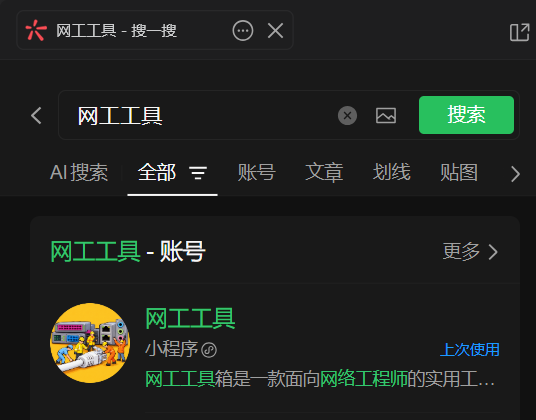 网工工具 - 搜一搜
网工工具
搜索
AI搜索 全部 账号 文章 划线 贴图
网工工具 - 账号
更多
网工工具
小程序
上次使用
网工工具箱是一款面向网络工程师的实用工...